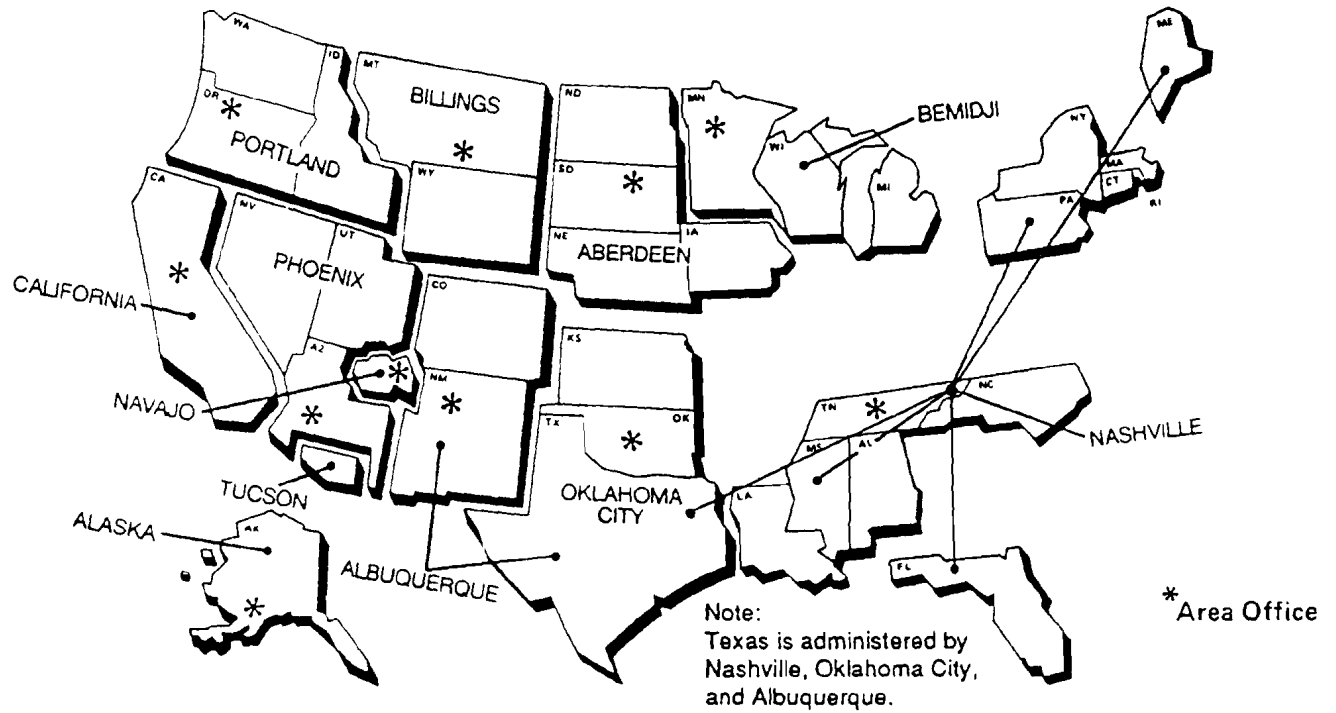 WA
ID
MT
ND
MN
ME
OR
BILLINGS
BEMIDJI
NY
PORTLAND
WI
MA
CT
SD
WY
MI
PA
RI
CA
NV
UT
NE
IA
ABERDEEN
PHOENIX
CO
CALIFORNIA
KS
AZ
NM
NAVAJO
TX
OK
TN
NC
NASHVILLE
MS
AL
TUCSON
OKLAHOMA
CITY
LA
ALASKA
AK
ALBUQUERQUE
FL
*Area Office
Note:
Texas is administered by
Nashville, Oklahoma City,
and Albuquerque.